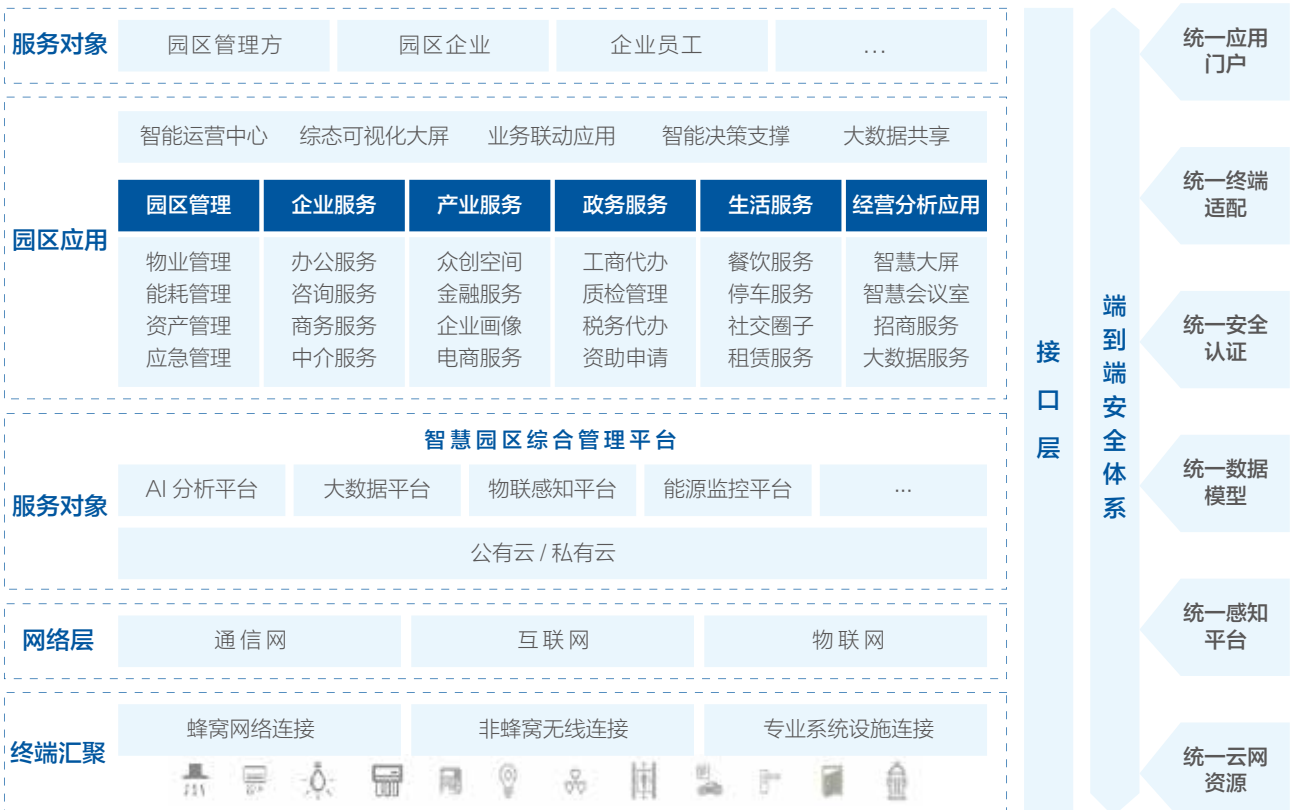 服务对象
园区管理方 园区企业 企业员工 ...
园区应用
智能运营中心 综态可视化大屏 业务联动应用 智能决策支撑 大数据共享
园区管理 企业服务 产业服务 政务服务 生活服务 经营分析应用
物业管理 办公服务 众创空间 工商代办 餐饮服务 智慧大屏
能耗管理 咨询服务 金融服务 质检管理 停车服务 智慧会议室
资产管理 商务服务 企业画像 税务代办 社交圈子 招商服务
应急管理 中介服务 电商服务 资助申请 租赁服务 大数据服务
服务对象
智慧园区综合管理平台
AI 分析平台 大数据平台 物联感知平台 能源监控平台 ...
公有云 / 私有云
网络层
通信网 互联网 物联网
终端汇聚
蜂窝网络连接 非蜂窝无线连接 专业系统设施连接
接口层
端到端安全体系
统一应用
门户
统一终端
适配
统一安全
认证
统一数据
模型
统一感知
平台
统一云网
资源